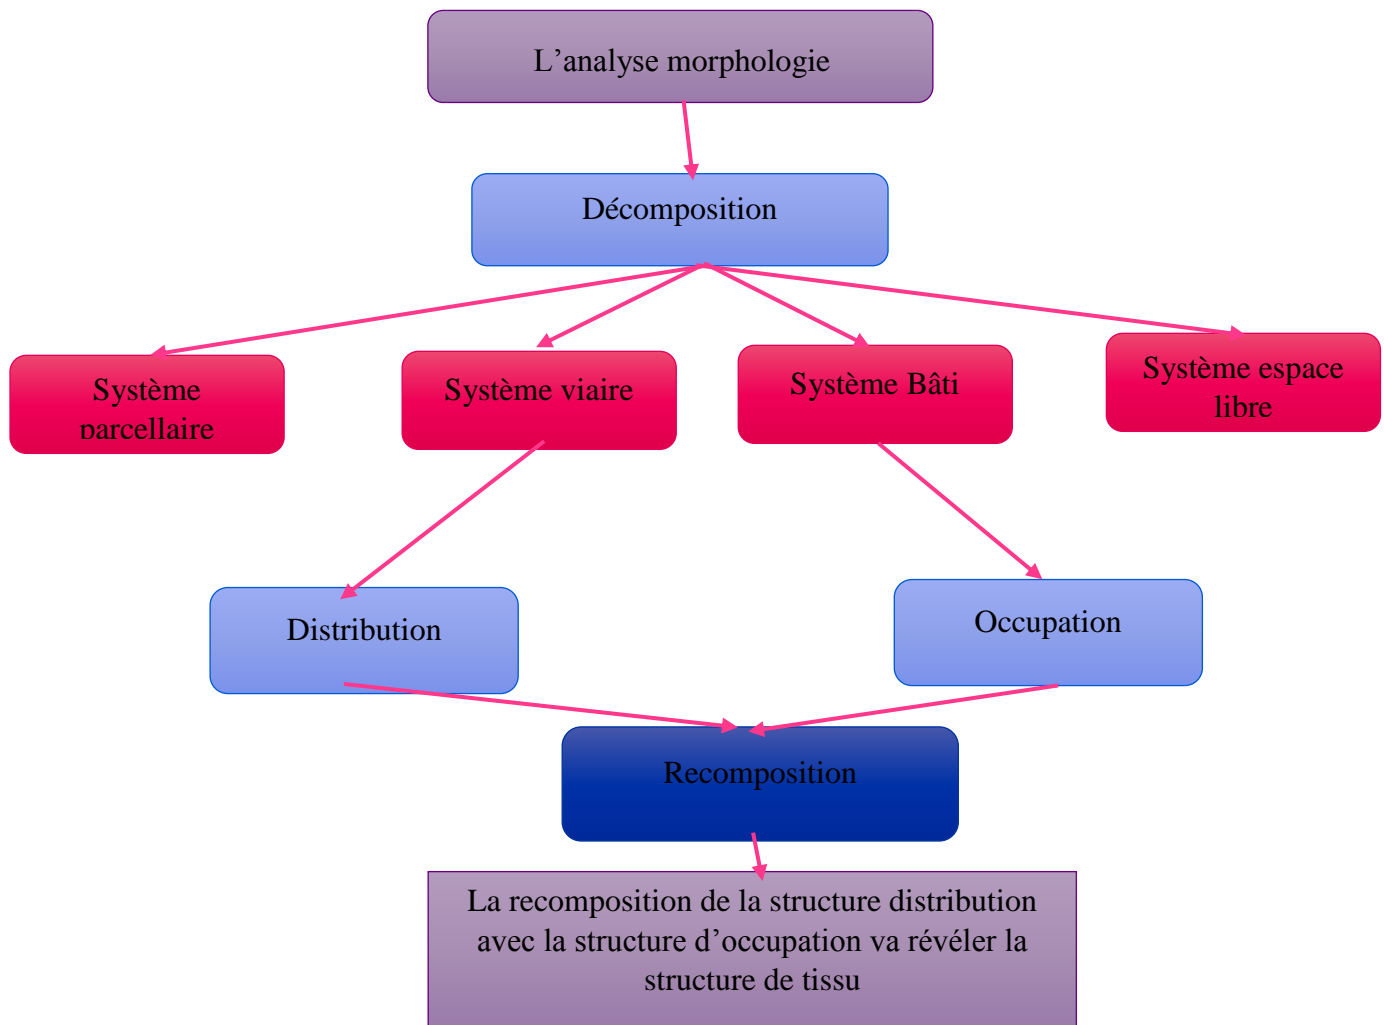 L’analyse morphologie
Décomposition
Système
parcellaire
Système viaire
Système Bâti
Système espace
libre
Distribution
Occupation
Recomposition
La recomposition de la structure distribution
avec la structure d’occupation va révéler la
structure de tissu